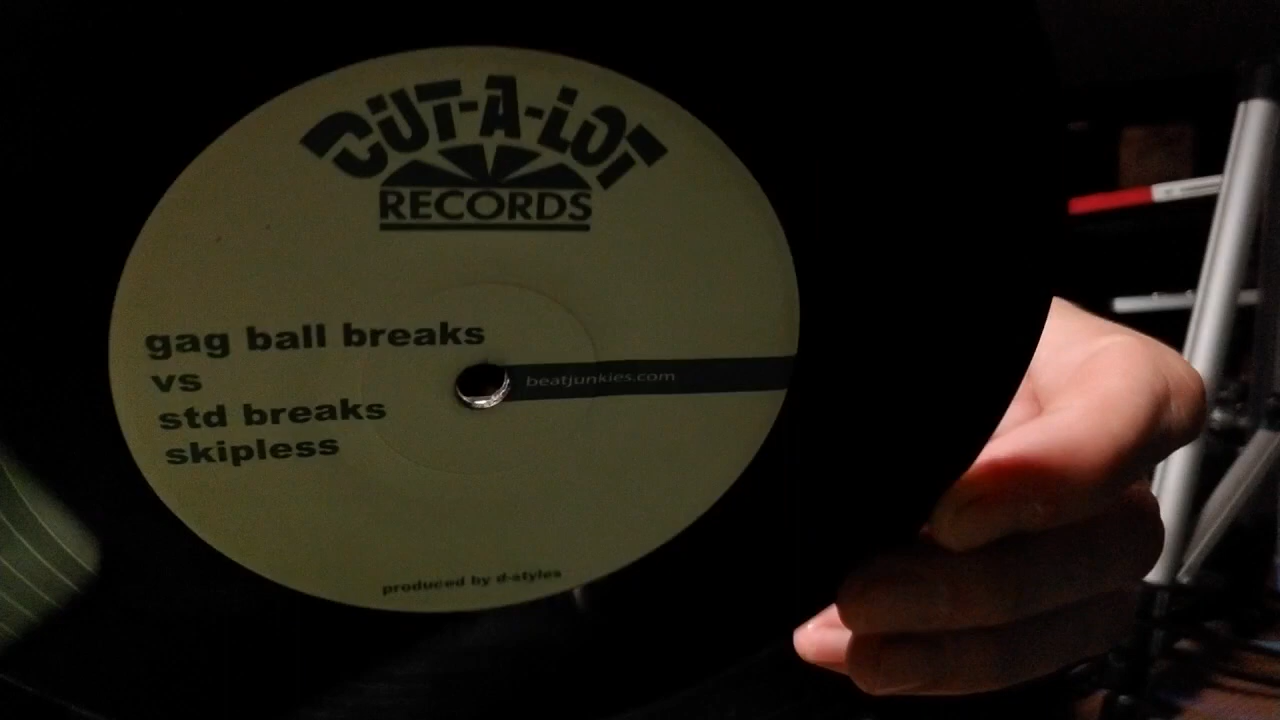 CUT-A-LOT
RECORDS
gag ball breaks
vs
std breaks
skipless
beatjunkies.com
produced by d-styles